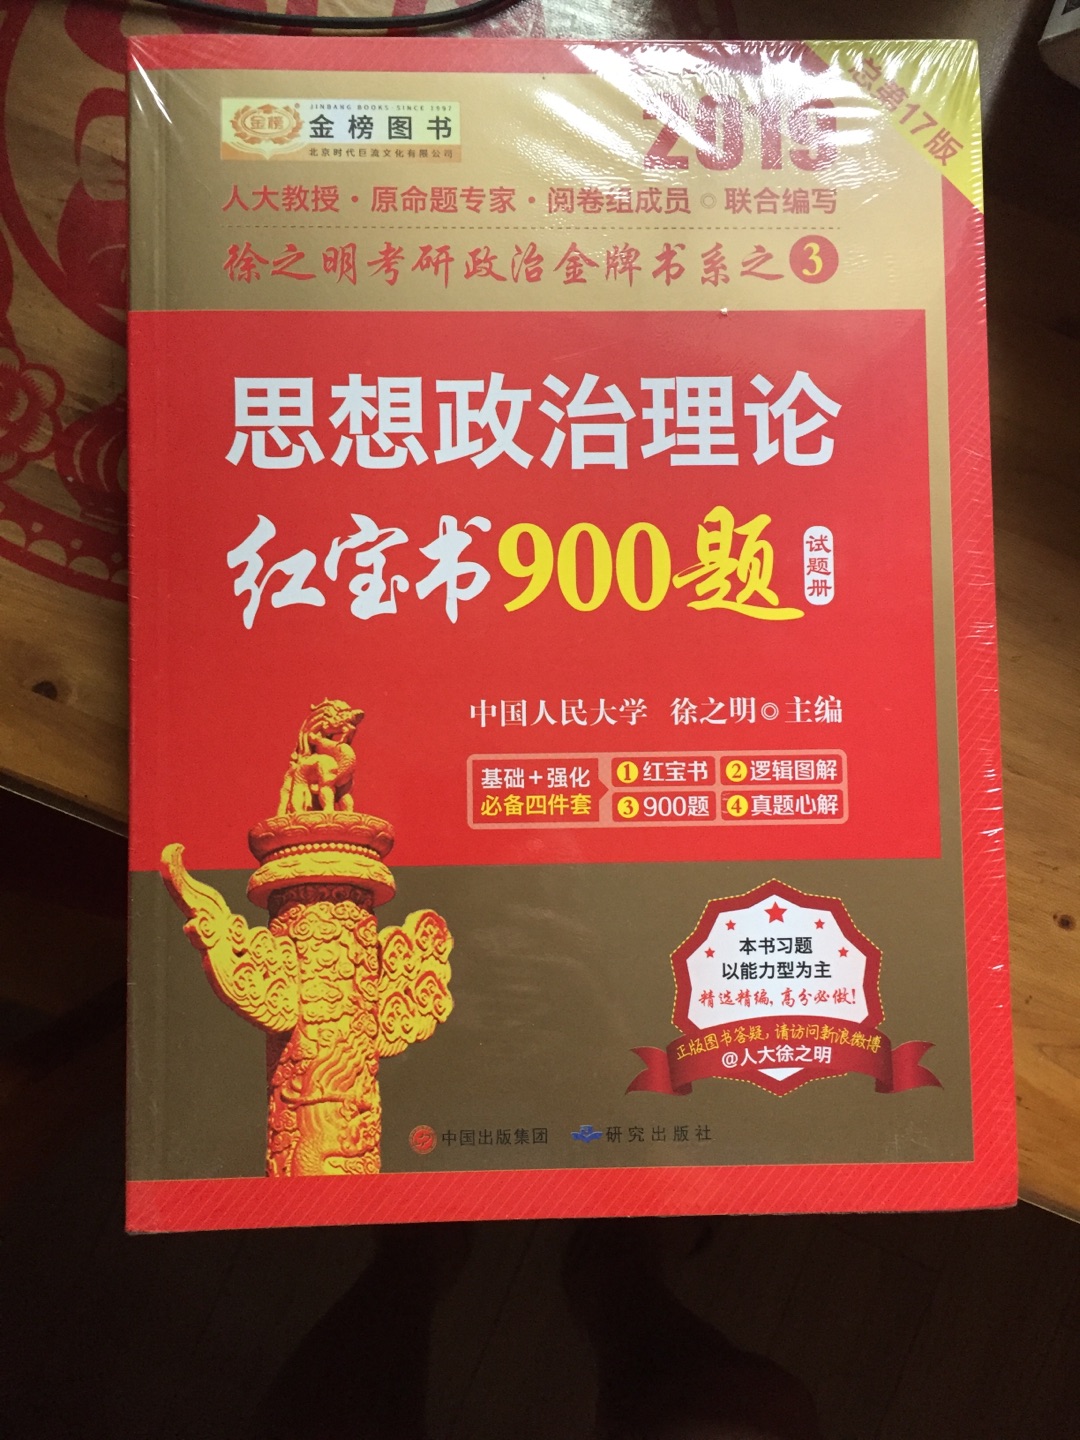 总第17版
JINBANG BOOKS·SINCE 1997
金榜
金榜图书
北京时代巨流文化有限公司
2019
人大教授·原命题专家·阅卷组成员◎联合编写
徐之明考研政治金牌书系之3
思想政治理论
红宝书900题
试题册
中国人民大学 徐之明◎主编
基础+强化
必备四件套
1红宝书 2逻辑图解
3900题 4真题心解
本书习题
以能力型为主
精选精编,高分必做!
正版图书答疑,请访问新浪微博
@人大徐之明
中国出版集团 研究出版社